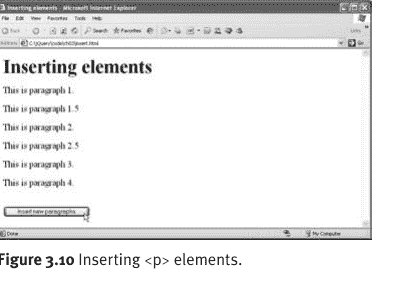 Inserting elements - Microsoft Internet Explorer
File Edit View Favorites Tools Help
Search Favorites
Inserting elements
This is paragraph 1.
This is paragraph 1.5
This is paragraph 2.
This is paragraph 2.5
This is paragraph 3.
This is paragraph 4.
Insert new paragraphs
Done My Computer
Figure 3.10 Inserting <p> elements.